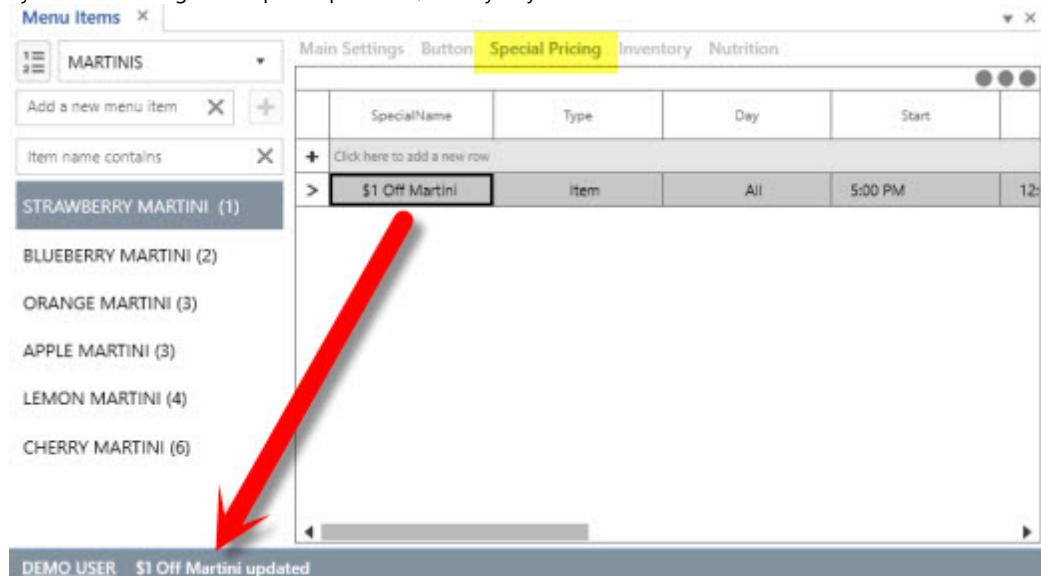 Menu Items
MARTINIS
Main Settings Button Special Pricing Inventory Nutrition
Add a new menu item
SpecialName Type Day Start
Item name contains
Click here to add a new row
$1 Off Martini Item All 5:00 PM 12:
STRAWBERRY MARTINI (1)
BLUEBERRY MARTINI (2)
ORANGE MARTINI (3)
APPLE MARTINI (3)
LEMON MARTINI (4)
CHERRY MARTINI (6)
DEMO USER $1 Off Martini updated